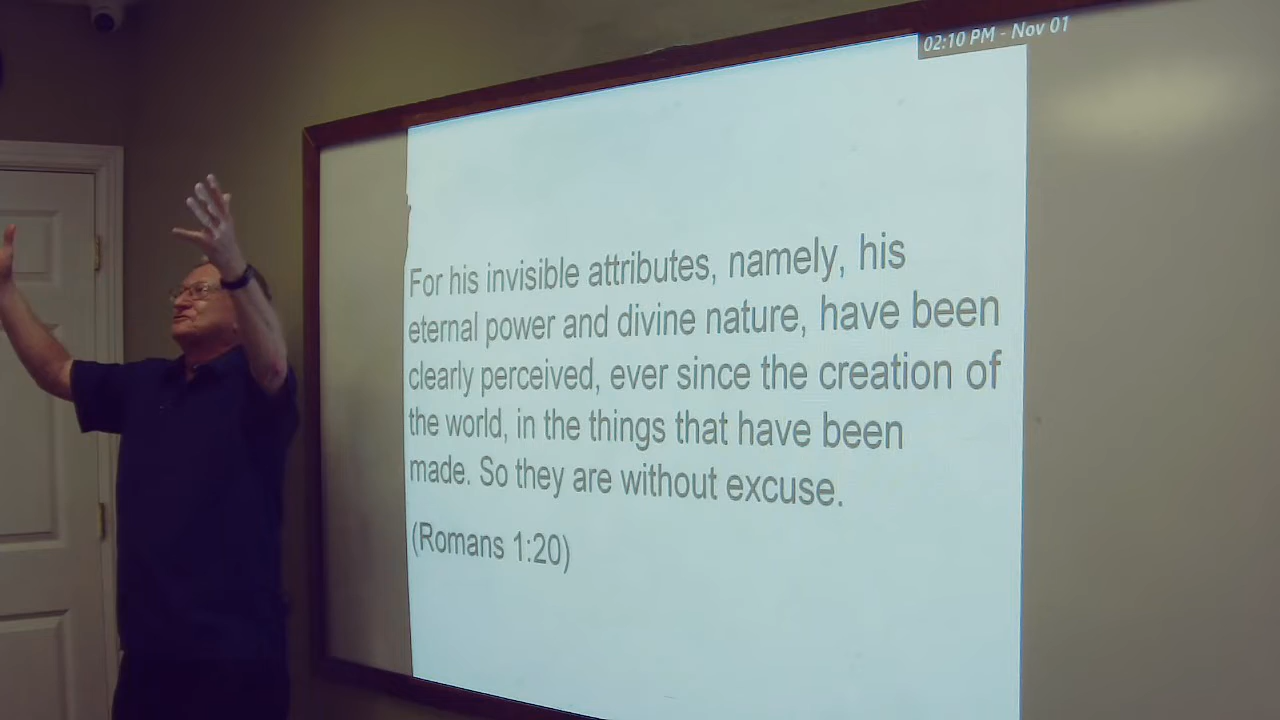 02:10 PM - Nov 01
For his invisible attributes, namely, his
eternal power and divine nature, have been
clearly perceived, ever since the creation of
the world, in the things that have been
made. So they are without excuse.
(Romans 1:20)